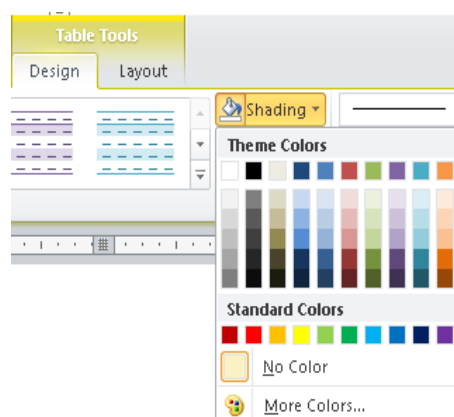 Table Tools
Design Layout
Shading
Theme Colors
Standard Colors
No Color
More Colors...